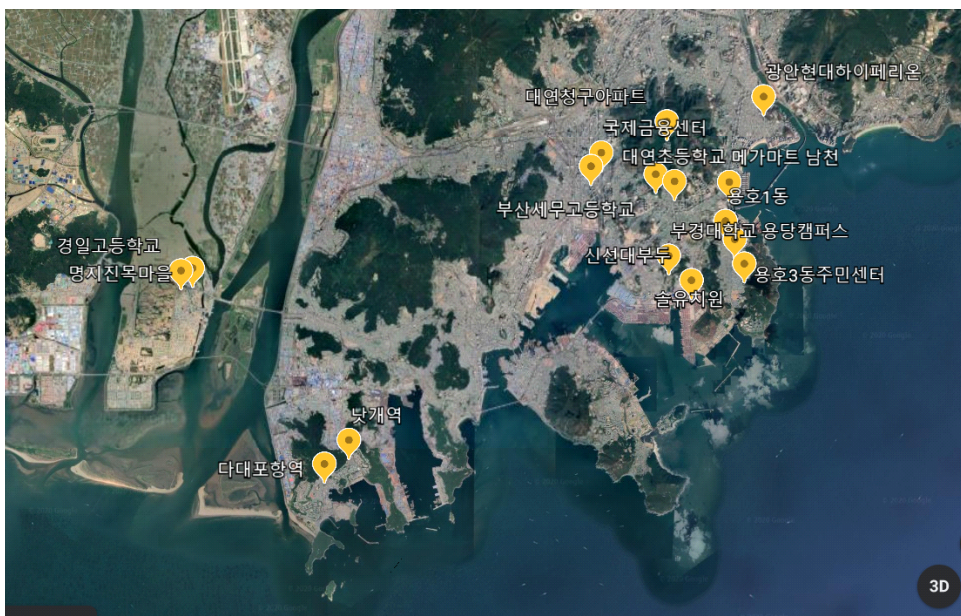 광안현대하이페리온
대연청구아파트
국제금융센터
대연초등학교 메가마트 남천
용호1동
부산세무고등학교
부경대학교 용당캠퍼스
경일고등학교
신선대부두
명지진목마을
용호3동주민센터
솔유치원
낫개역
다대포항역
3D